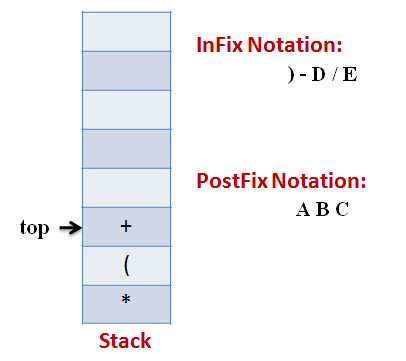 InFix Notation:
) - D / E
PostFix Notation:
A B C
top
+
(
*
Stack